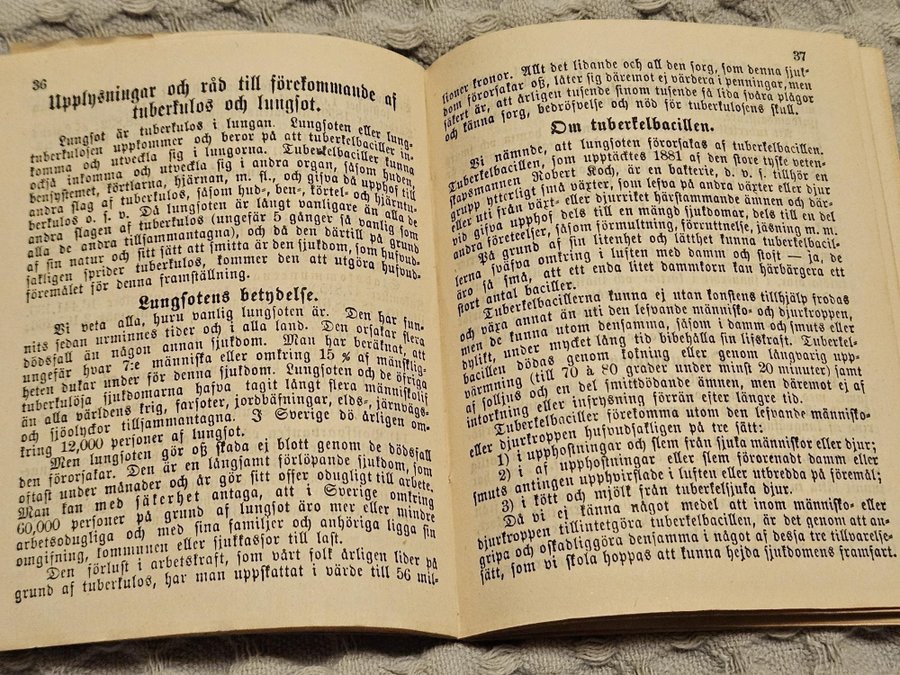 36
Upplysningar och råd till förekommande af
tuberkulos och lungsot.
Lungsot är tuberkulos i lungan. Lungsoten eller lung-
tuberkulosen uppkommer och beror på att tuberkelbaciller in-
komma och utveckla sig i lungorna. Tuberkelbaciller kunna
också inkomma och utveckla sig i andra organ, såsom huden,
bensystemet, körtlarna, hjärnan, m. fl., och gifva då upphof till
andra slag af tuberkulos, såsom hud-, ben-, körtel- och hjärntu-
berkulos o. s. v. Då lungsoten är långt vanligare än alla de
andra slagen af tuberkulos (ungefär 5 gånger så vanlig som
alla de andra tillsammantagna), och då den därtill på grund
af sin natur och sitt sätt att smitta är den sjukdom, som hufvud-
sakligen sprider tuberkulos, kommer den att utgöra hufvud-
föremålet för denna framställning.
Lungsotens betydelse.
Vi veta alla, huru vanlig lungsoten är. Den har fun-
nits sedan urminnes tider och i alla land. Den orsakar flera
dödsfall än någon annan sjukdom. Man har beräknat, att
ungefär hvar 7:e människa eller omkring 15 % af mänsklig-
heten dukar under för denna sjukdom. Lungsoten och de öfriga
tuberkulösa sjukdomarna hafva tagit långt flera människolif
än alla världens krig, farsoter, jordbäfningar, elds-, järnvägs-
och sjöolyckor tillsammantagna. I Sverige dö årligen om-
kring 12,000 personer af lungsot.
Men lungsoten gör oss skada ej blott genom de dödsfall
den förorsakar. Den är en långsamt förlöpande sjukdom, som
oftast under månader och år gör sitt offer odugligt till arbete.
Man kan med säkerhet antaga, att i Sverige omkring
60,000 personer på grund af lungsot äro mer eller mindre
arbetsodugliga och med sina familjer och anhöriga ligga sin
omgifning, kommunen eller sjukkassor till last.
Den förlust i arbetskraft, som vårt folk årligen lider på
grund af tuberkulos, har man uppskattat i värde till 56 mil-
37
lioner kronor. Allt det lidande och all den sorg, som denna sjuk-
dom förorsakar oss, låter sig däremot ej värdera i penningar, men
säkert är, att årligen tusende sinom tusende få lida svåra plågor
och känna sorg, bedröfvelse och nöd för tuberkulosens skull.
Om tuberkelbacillen.
Vi nämnde, att lungsoten förorsakas af tuberkelbacillen.
Tuberkelbacillen, som upptäcktes 1881 af den store tyske veten-
skapsmannen Robert Koch, är en bakterie, d. v. s. tillhör en
grupp ytterligt små växter, som lefva på andra växter eller djur
eller uti från växt- eller djurriket härstammande ämnen och där-
vid gifva upphof dels till en mängd sjukdomar, dels till en del
andra företeelser, såsom förmultning, förruttnelse, jäsning m. m.
På grund af sin litenhet och lätthet kunna tuberkelbacil-
lerna sväfva omkring i luften med damm och stoft — ja, de
äro så små, att ett enda litet dammkorn kan härbärgera ett
stort antal baciller.
Tuberkelbacillerna kunna ej utan konstens tillhjälp frodas
och växa annat än uti den lefvande människo- och djurkroppen,
men de kunna utom densamma, såsom i damm och smuts eller
dylikt, under mycket lång tid bibehålla sin lifskraft. Tuberkel-
bacillen dödas genom kokning eller genom långvarig upp-
värmning (till 70 à 80 grader under minst 20 minuter) samt
af solljus och en del smittdödande ämnen, men däremot ej af
intorkning eller infrysning förrän efter längre tid.
Tuberkelbaciller förekomma utom den lefvande människo-
eller djurkroppen hufvudsakligen på tre sätt:
1) i upphostningar och slem från sjuka människor eller djur;
2) i af upphostningar eller slem förorenadt damm eller
smuts antingen upphvirflade i luften eller utbredda på föremål;
3) i kött och mjölk från tuberkelsjuka djur.
Då vi ej känna något medel att inom människo- eller
djurkroppen tillintetgöra tuberkelbacillen, är det genom att an-
gripa och oskadliggöra densamma i något af dessa tre tillvarelse-
sätt, som vi skola hoppas att kunna hejda sjukdomens framfart.